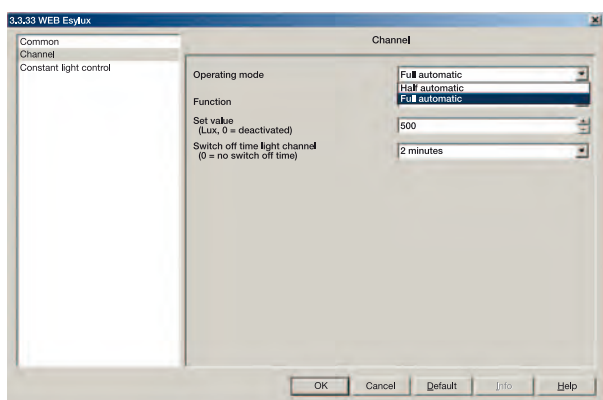 3.3.33 WEB Esylux
Common
Channel
Constant light control
Channel
Operating mode
Full automatic
Half automatic
Full automatic
Function
Set value
(Lux, 0 = deactivated)
500
Switch off time light channel
(0 = no switch off time)
2 minutes
OK
Cancel
Default
Info
Help